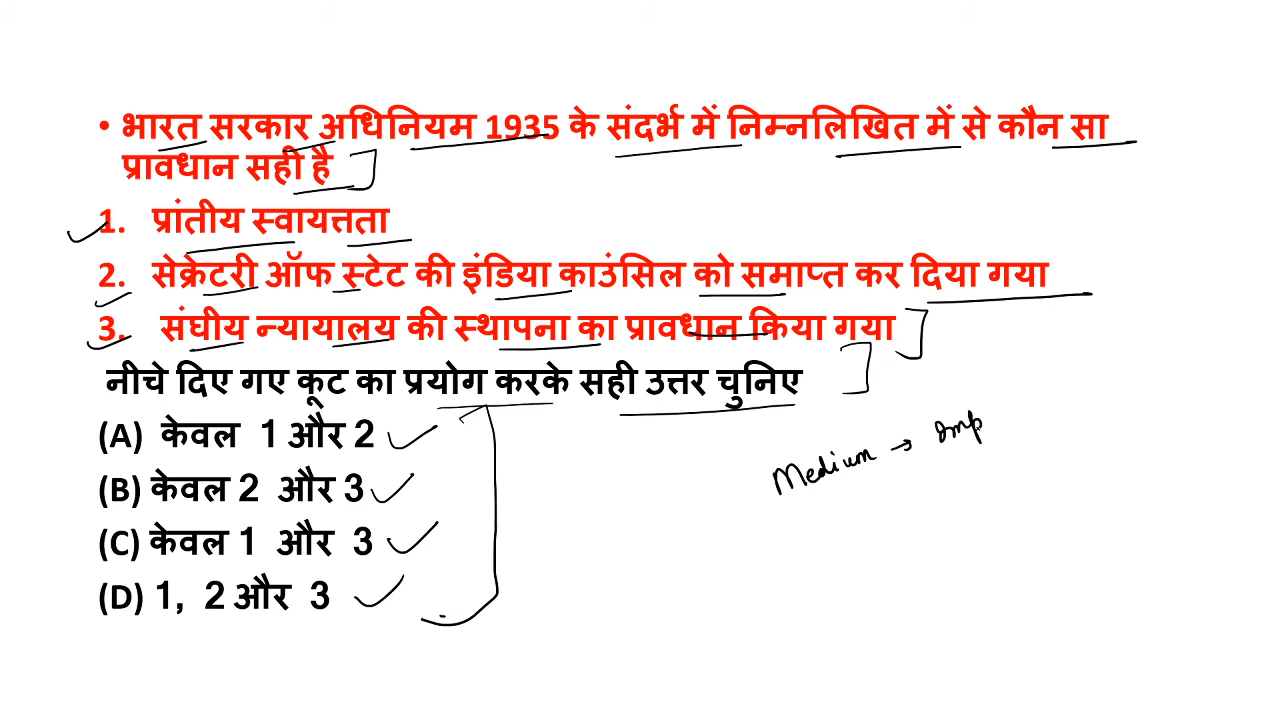 • भारत सरकार अधिनियम 1935 के संदर्भ में निम्नलिखित में से कौन सा
प्रावधान सही है
1. प्रांतीय स्वायत्तता
2. सेक्रेटरी ऑफ स्टेट की इंडिया काउंसिल को समाप्त कर दिया गया
3. संघीय न्यायालय की स्थापना का प्रावधान किया गया
नीचे दिए गए कूट का प्रयोग करके सही उत्तर चुनिए
(A) केवल 1 और 2
(B) केवल 2 और 3
(C) केवल 1 और 3
(D) 1, 2 और 3
Medium → Imp